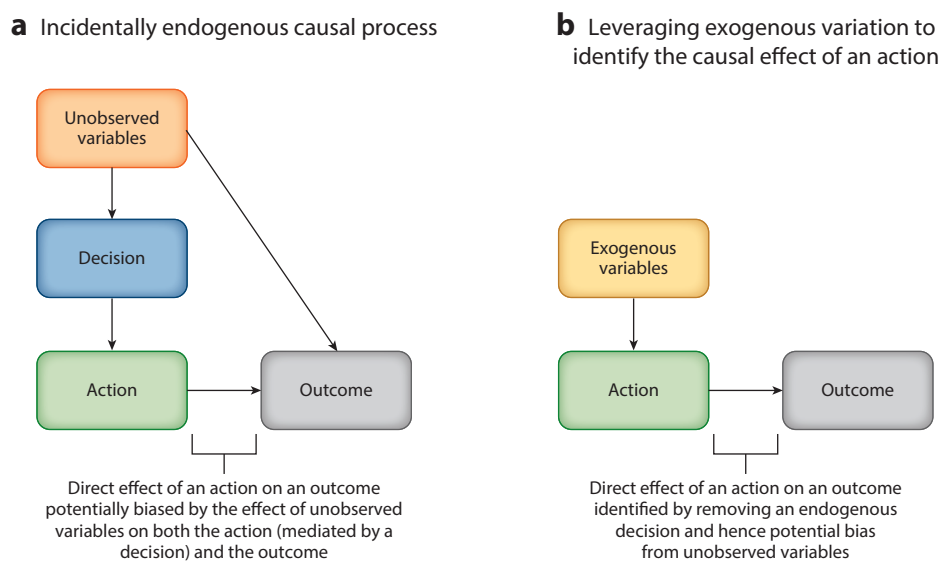 a Incidentally endogenous causal process
Unobserved
variables
Decision
Action
Outcome
Direct effect of an action on an outcome
potentially biased by the effect of unobserved
variables on both the action (mediated by
a decision) and the outcome
b Leveraging exogenous variation to
identify the causal effect of an action
Exogenous
variables
Action
Outcome
Direct effect of an action on an outcome
identified by removing an endogenous
decision and hence potential bias
from unobserved variables